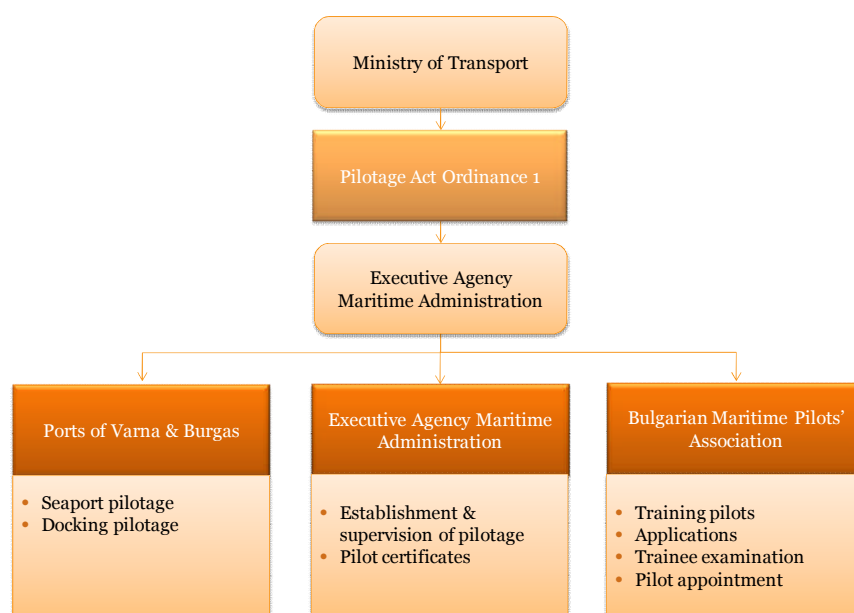 Ministry of Transport
Pilotage Act Ordinance 1
Executive Agency
Maritime Administration
Ports of Varna & Burgas
• Seaport pilotage
• Docking pilotage
Executive Agency Maritime
Administration
• Establishment &
supervision of pilotage
• Pilot certificates
Bulgarian Maritime Pilots’
Association
• Training pilots
• Applications
• Trainee examination
• Pilot appointment